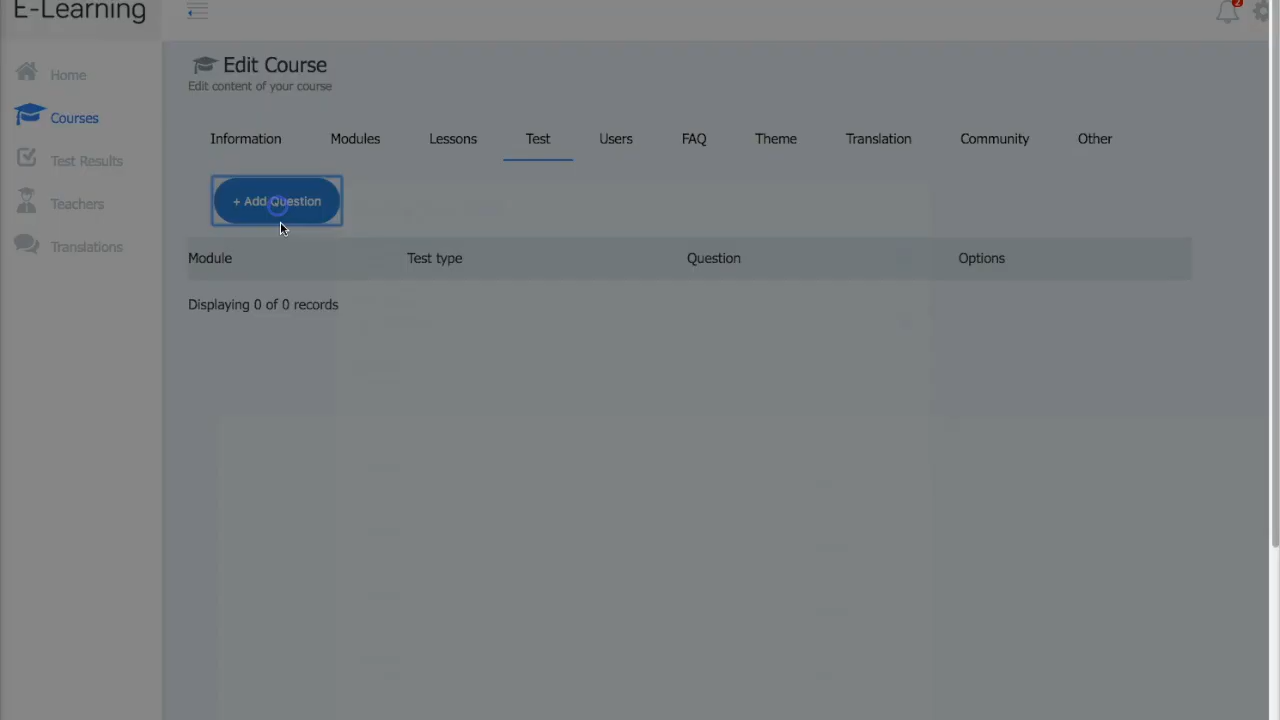 E-Learning
2
Home
Courses
Test Results
Teachers
Translations
Edit Course
Edit content of your course
Information Modules Lessons Test Users FAQ Theme Translation Community Other
+ Add Question
Module Test type Question Options
Displaying 0 of 0 records